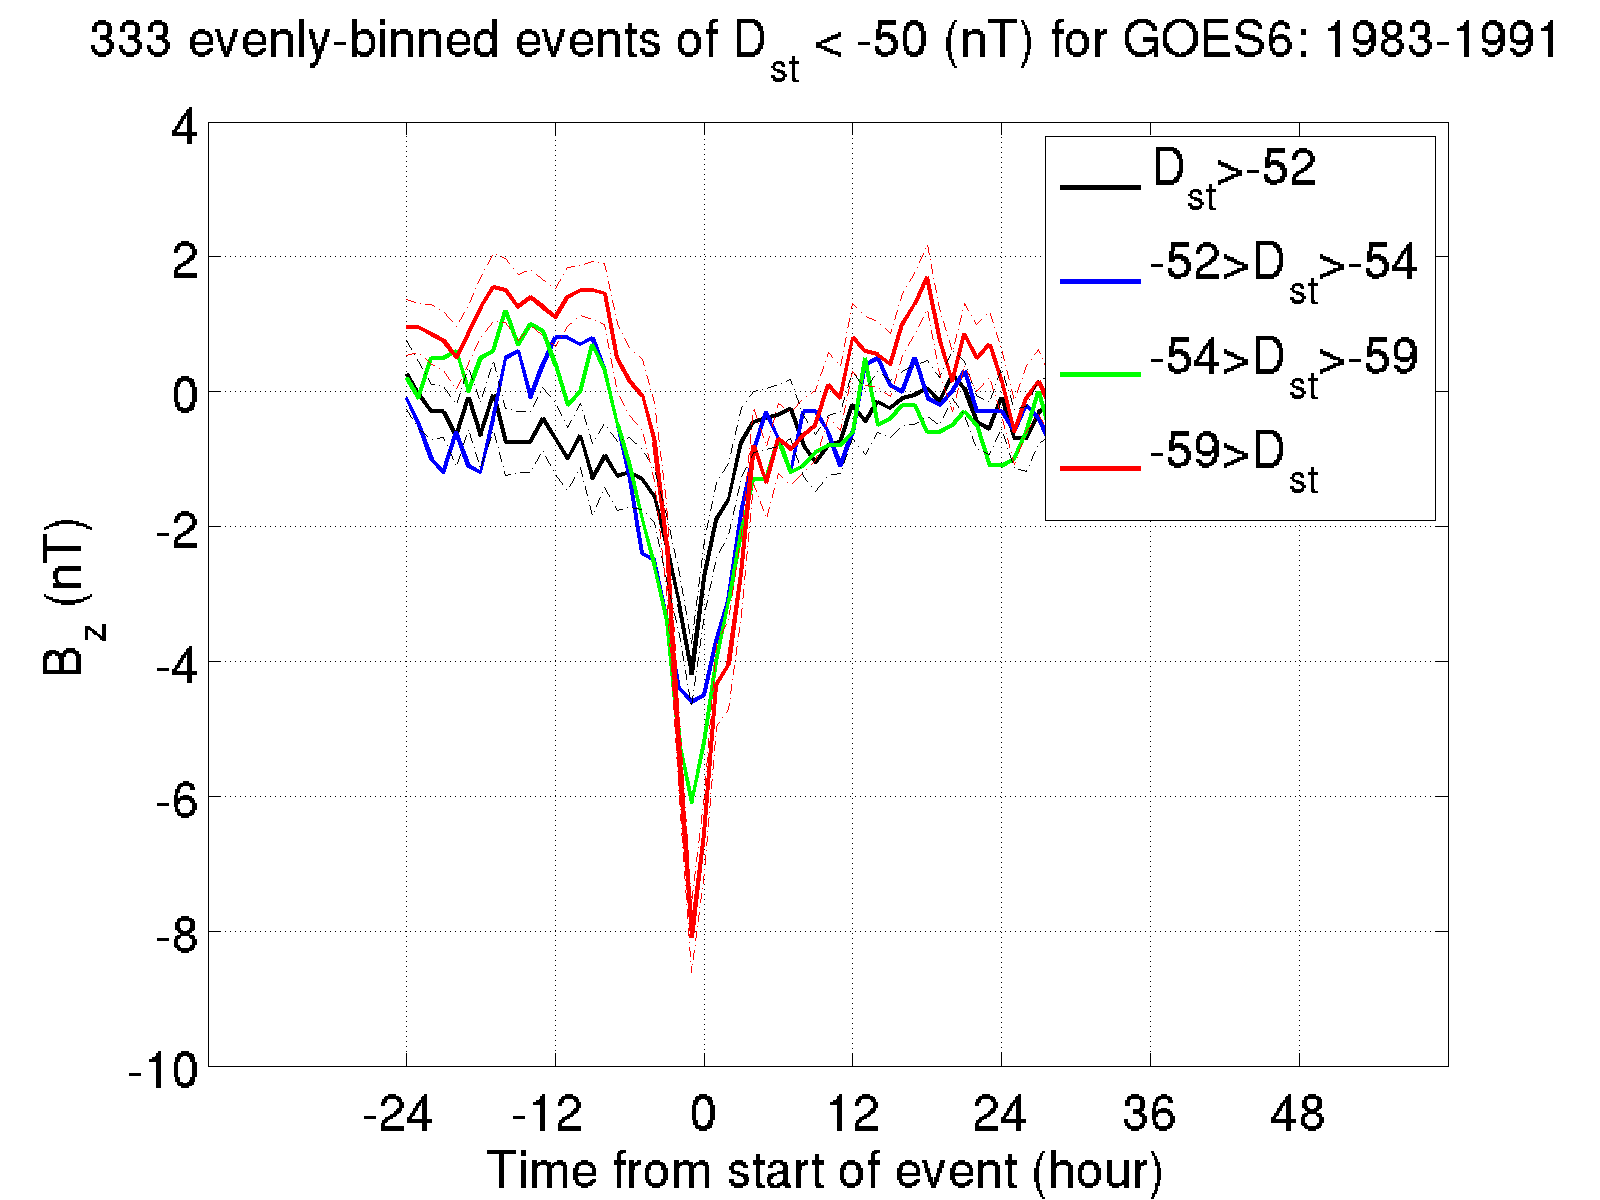 333 evenly-binned events of Dst < -50 (nT) for GOES6: 1983-1991
4
2
0
-2
-4
-6
-8
-10
Bz (nT)
Dst>-52
-52>Dst>-54
-54>Dst>-59
-59>Dst
-24 -12 0 12 24 36 48
Time from start of event (hour)